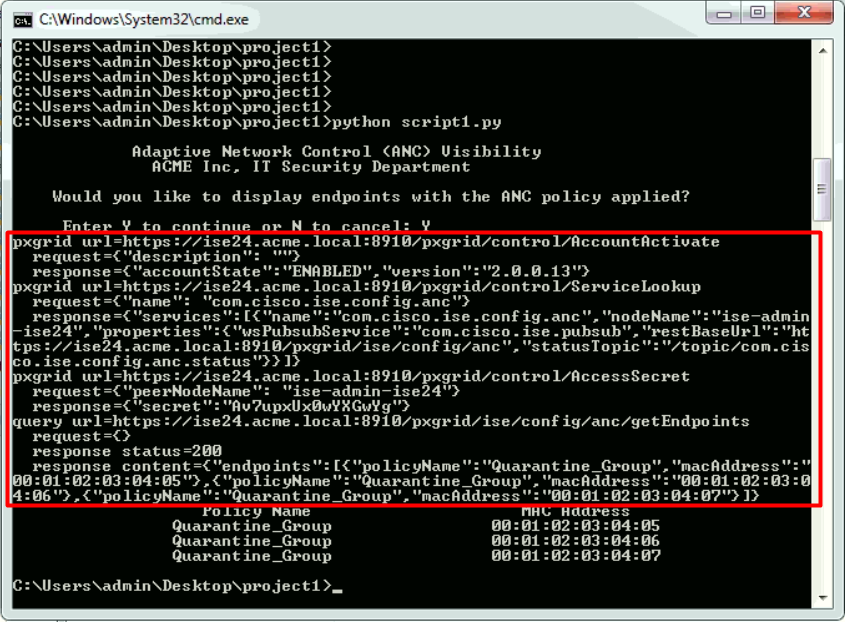 C:\Windows\System32\cmd.exe
C:\Users\admin\Desktop\project1>
C:\Users\admin\Desktop\project1>
C:\Users\admin\Desktop\project1>
C:\Users\admin\Desktop\project1>
C:\Users\admin\Desktop\project1>
C:\Users\admin\Desktop\project1>python script1.py
Adaptive Network Control (ANC) Visibility
ACME Inc, IT Security Department
Would you like to display endpoints with the ANC policy applied?
Enter Y to continue or N to cancel: Y
pxgrid url=https://ise24.acme.local:8910/pxgrid/control/AccountActivate
request={"description": ""}
response={"accountState":"ENABLED","version":"2.0.0.13"}
pxgrid url=https://ise24.acme.local:8910/pxgrid/control/ServiceLookup
request={"name": "com.cisco.ise.config.anc"}
response={"services":[{"name":"com.cisco.ise.config.anc","nodeName":"ise-admin
-ise24","properties":{"wsPubsubService":"com.cisco.ise.pubsub","restBaseUrl":"ht
tps://ise24.acme.local:8910/pxgrid/ise/config/anc","statusTopic":"/topic/com.cis
co.ise.config.anc.status"}}]}
pxgrid url=https://ise24.acme.local:8910/pxgrid/control/AccessSecret
request={"peerNodeName": "ise-admin-ise24"}
response={"secret":"Av7upxUx0wYXGwYg"}
query url=https://ise24.acme.local:8910/pxgrid/ise/config/anc/getEndpoints
request={}
response status=200
response content={"endpoints":[{"policyName":"Quarantine_Group","macAddress":"
00:01:02:03:04:05"},{"policyName":"Quarantine_Group","macAddress":"00:01:02:03:0
4:06"},{"policyName":"Quarantine_Group","macAddress":"00:01:02:03:04:07"}]}
Policy Name MAC Address
Quarantine_Group 00:01:02:03:04:05
Quarantine_Group 00:01:02:03:04:06
Quarantine_Group 00:01:02:03:04:07
C:\Users\admin\Desktop\project1>_